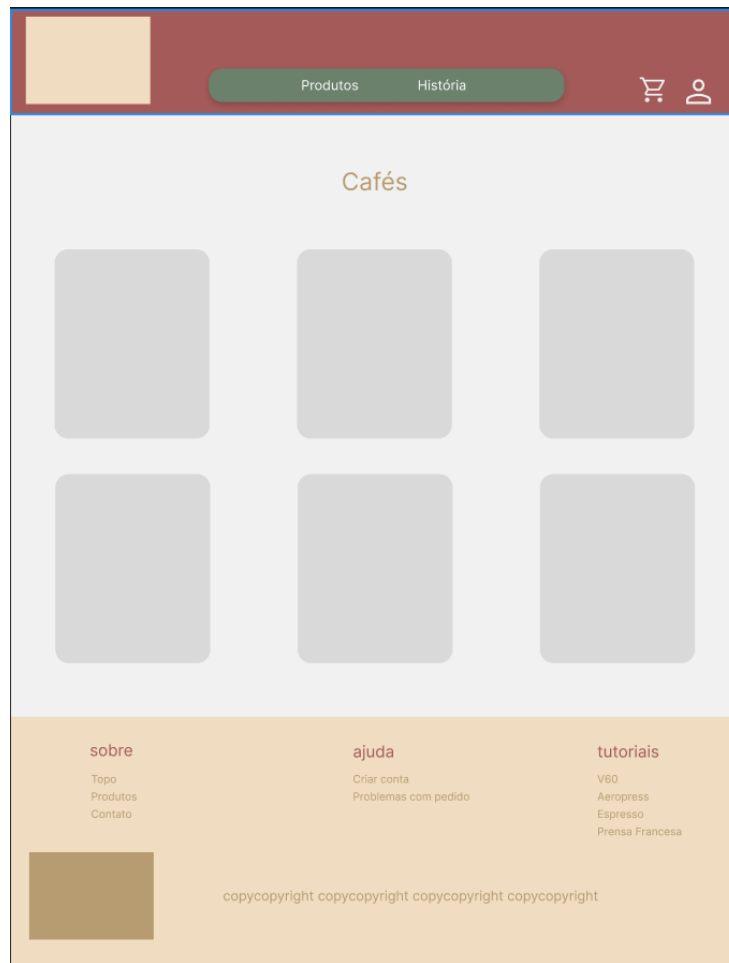 Produtos História
Cafés
sobre
Topo
Produtos
Contato
ajuda
Criar conta
Problemas com pedido
tutoriais
V60
Aeropress
Espresso
Prensa Francesa
copycopyright copycopyright copycopyright copycopyright